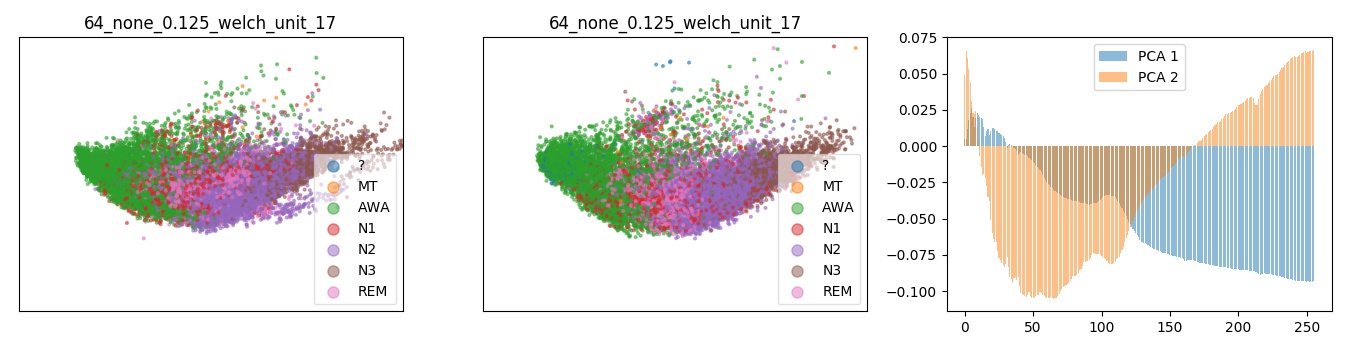 64_none_0.125_welch_unit_17
?
MT
AWA
N1
N2
N3
REM
64_none_0.125_welch_unit_17
?
MT
AWA
N1
N2
N3
REM
PCA 1
PCA 2
0.075
0.050
0.025
0.000
−0.025
−0.050
−0.075
−0.100
0 50 100 150 200 250